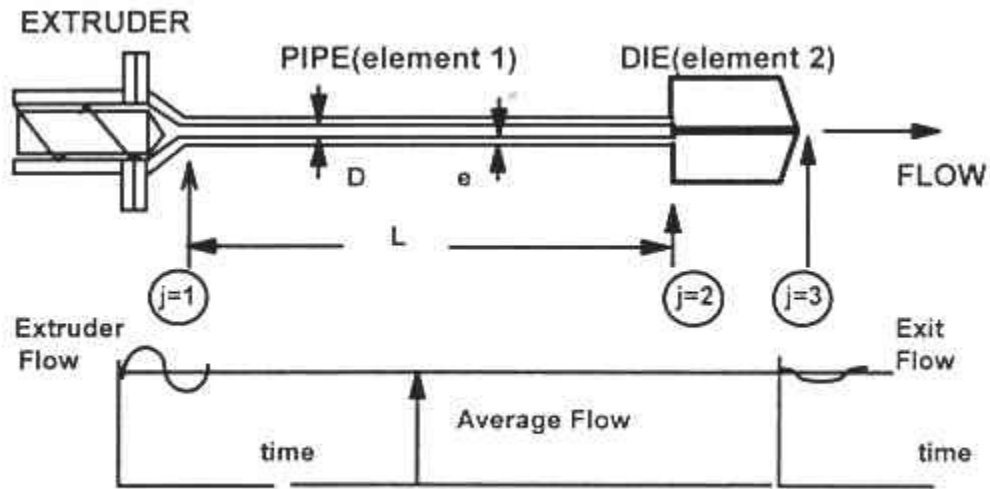 EXTRUDER
PIPE(element 1)
DIE(element 2)
D
e
FLOW
L
j=1
j=2
j=3
Extruder
Flow
Exit
Flow
Average Flow
time
time